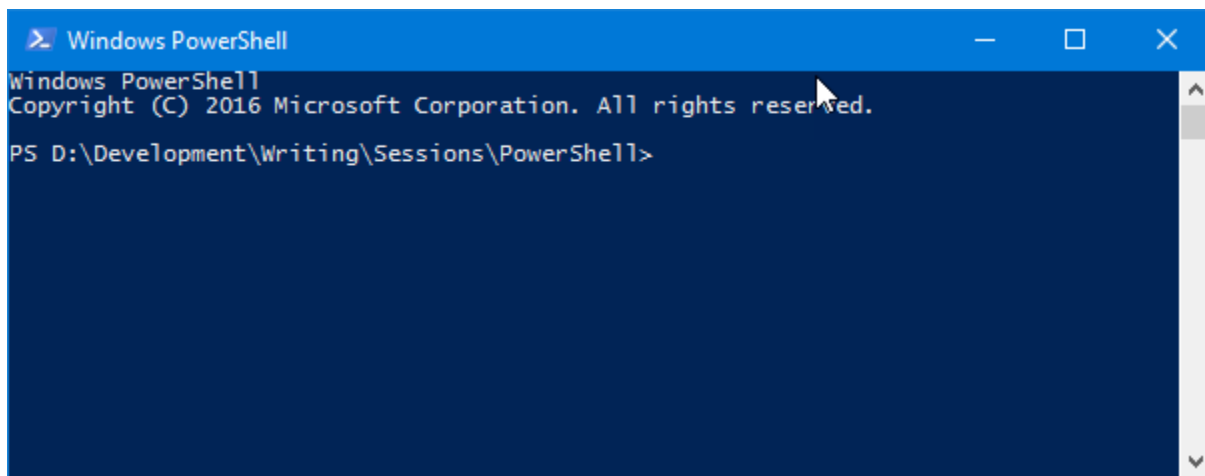 Windows PowerShell
Windows PowerShell
Copyright (C) 2016 Microsoft Corporation. All rights reserved.
PS D:\Development\Writing\Sessions\PowerShell>